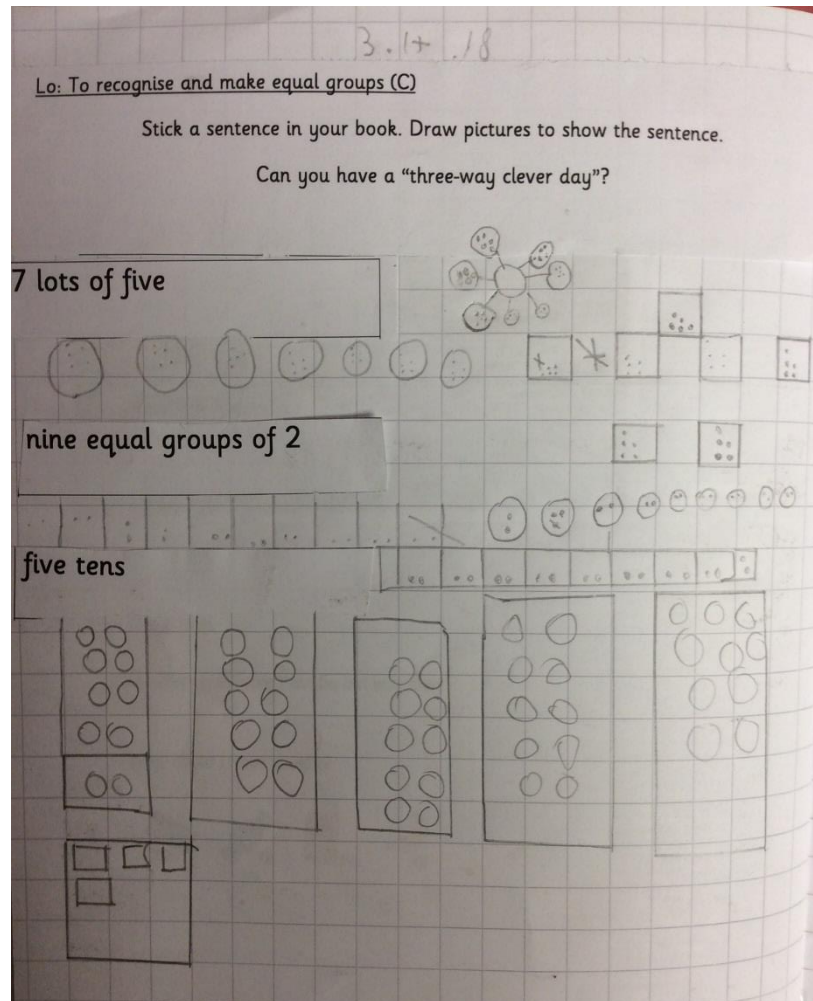 3.1+.18
Lo: To recognise and make equal groups (C)
Stick a sentence in your book. Draw pictures to show the sentence.
Can you have a “three-way clever day”?
7 lots of five
nine equal groups of 2
five tens